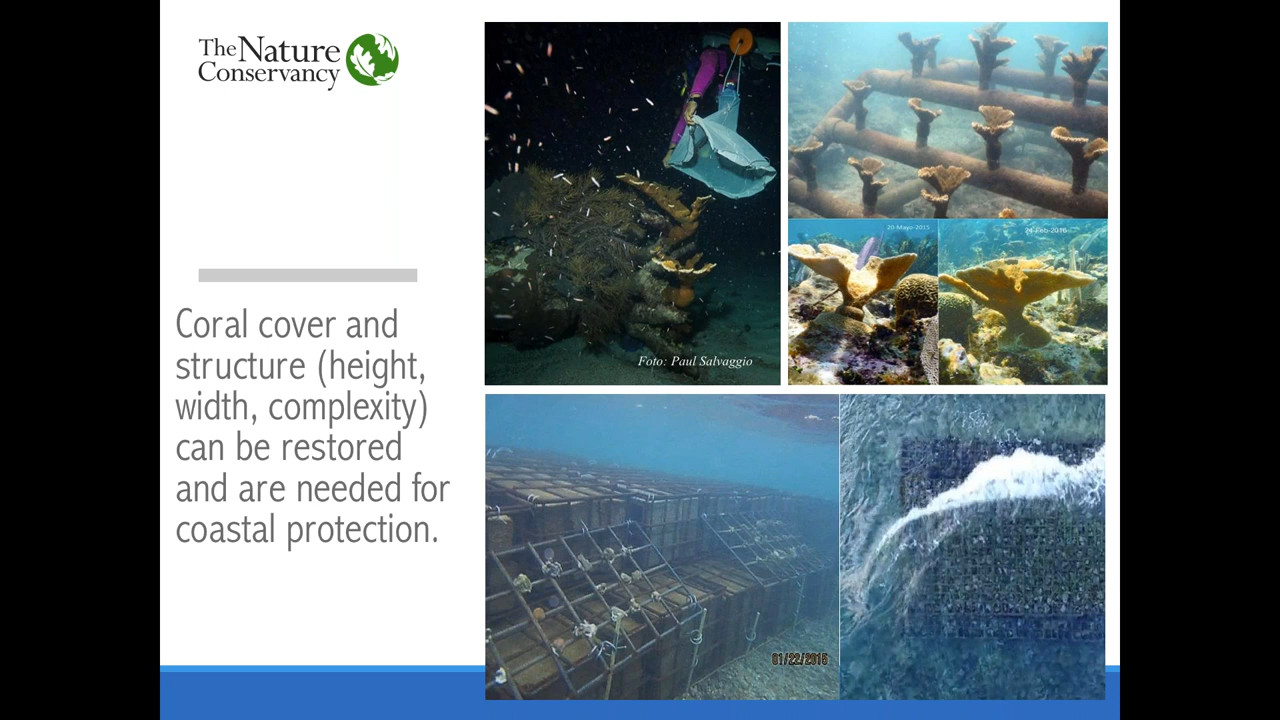 The Nature
Conservancy
Coral cover and
structure (height,
width, complexity)
can be restored
and are needed for
coastal protection.
Foto: Paul Salvaggio
20-Mayo-2015
24-Feb-2016
01/22/2015